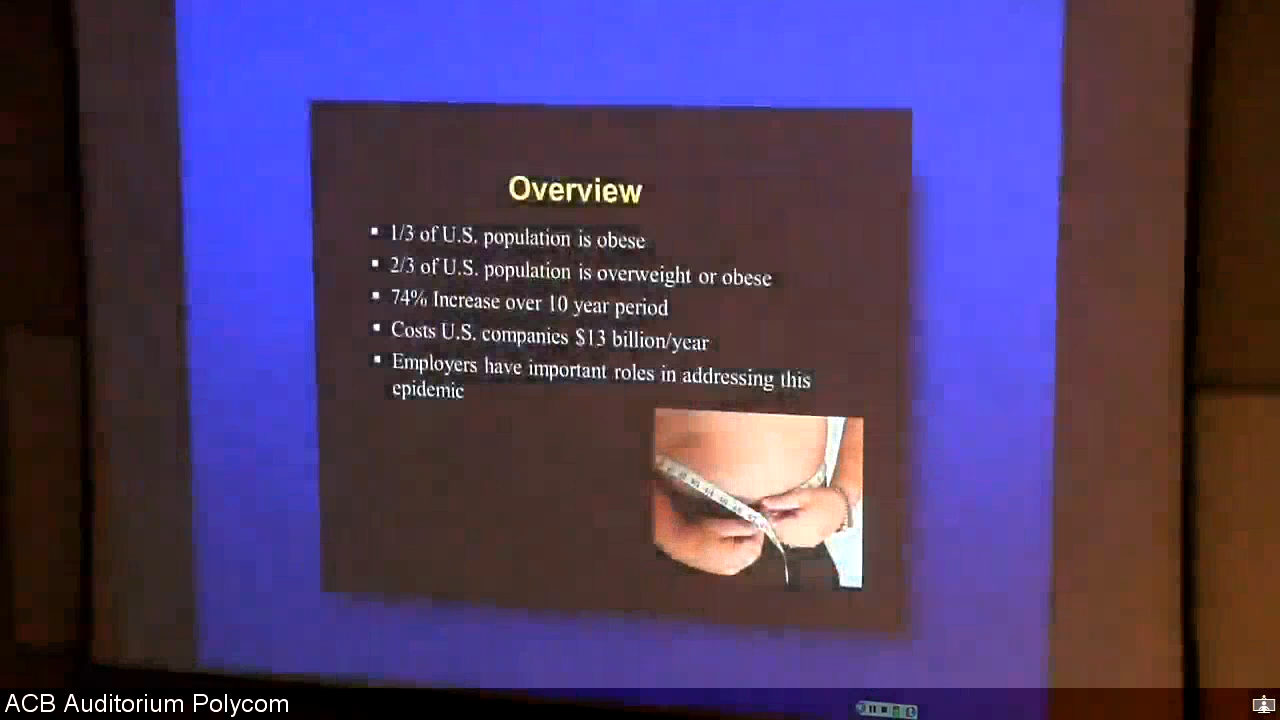 Overview
▪ 1/3 of U.S. population is obese
▪ 2/3 of U.S. population is overweight or obese
▪ 74% Increase over 10 year period
▪ Costs U.S. companies $13 billion/year
▪ Employers have important roles in addressing this
epidemic
ACB Auditorium Polycom